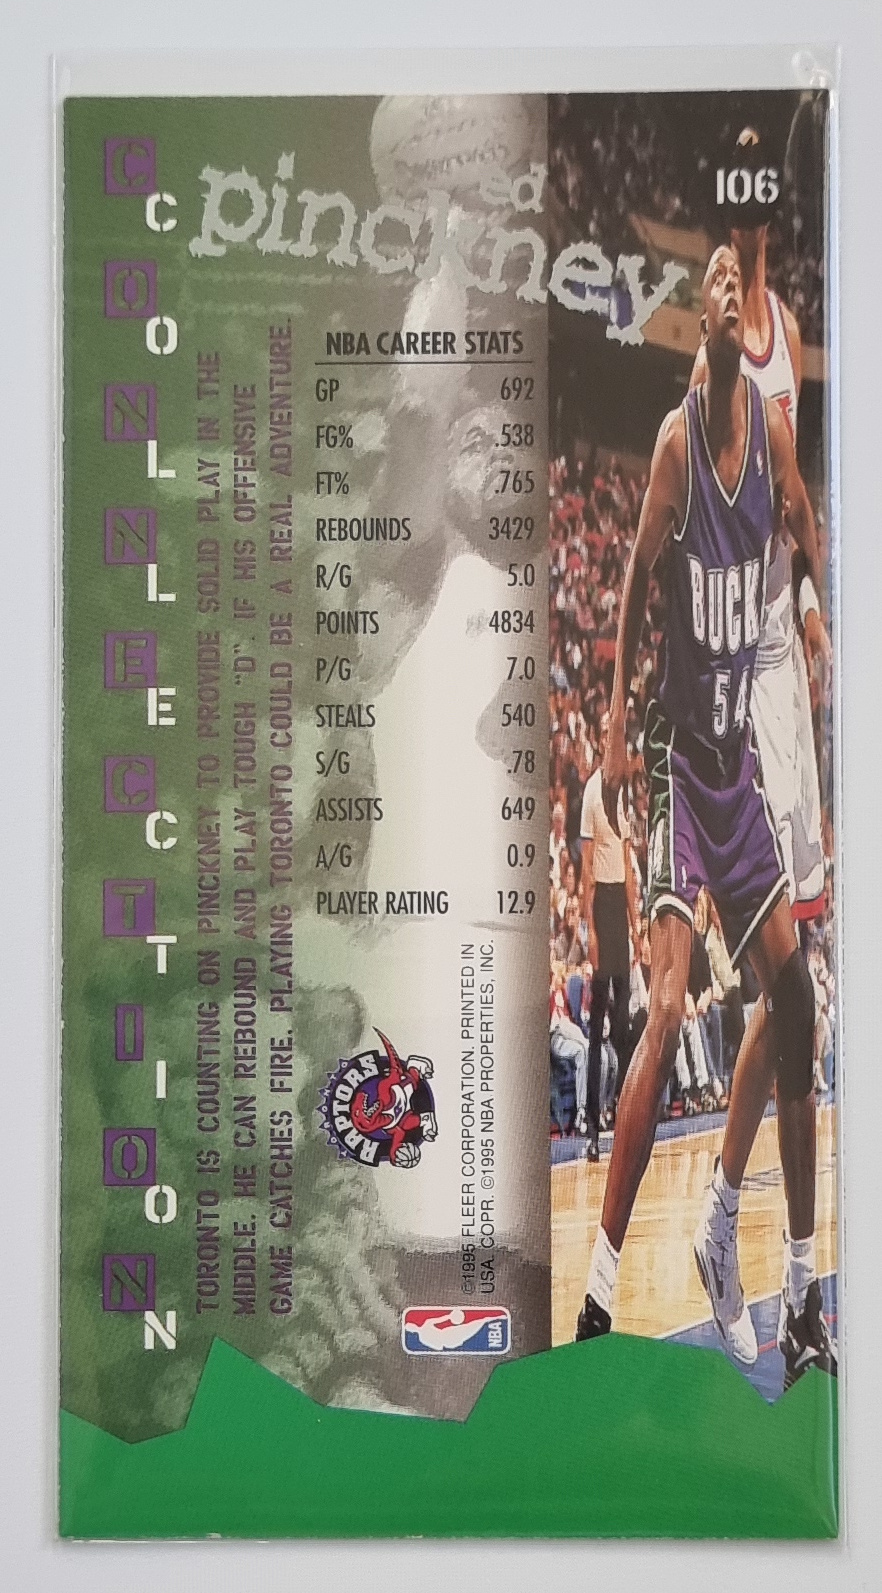 106
ed
pinckney
COLLECTION
COLLECTION
TORONTO IS COUNTING ON PINCKNEY TO PROVIDE SOLID PLAY IN THE
MIDDLE. HE CAN REBOUND AND PLAY TOUGH "D". IF HIS OFFENSIVE
GAME CATCHES FIRE, PLAYING TORONTO COULD BE A REAL ADVENTURE.
NBA CAREER STATS
GP 692
FG% .538
FT% .765
REBOUNDS 3429
R/G 5.0
POINTS 4834
P/G 7.0
STEALS 540
S/G .78
ASSISTS 649
A/G 0.9
PLAYER RATING 12.9
BUCK
54
RAPTORS
©1995 FLEER CORPORATION. PRINTED IN
USA. COPR. ©1995 NBA PROPERTIES, INC.
NBA